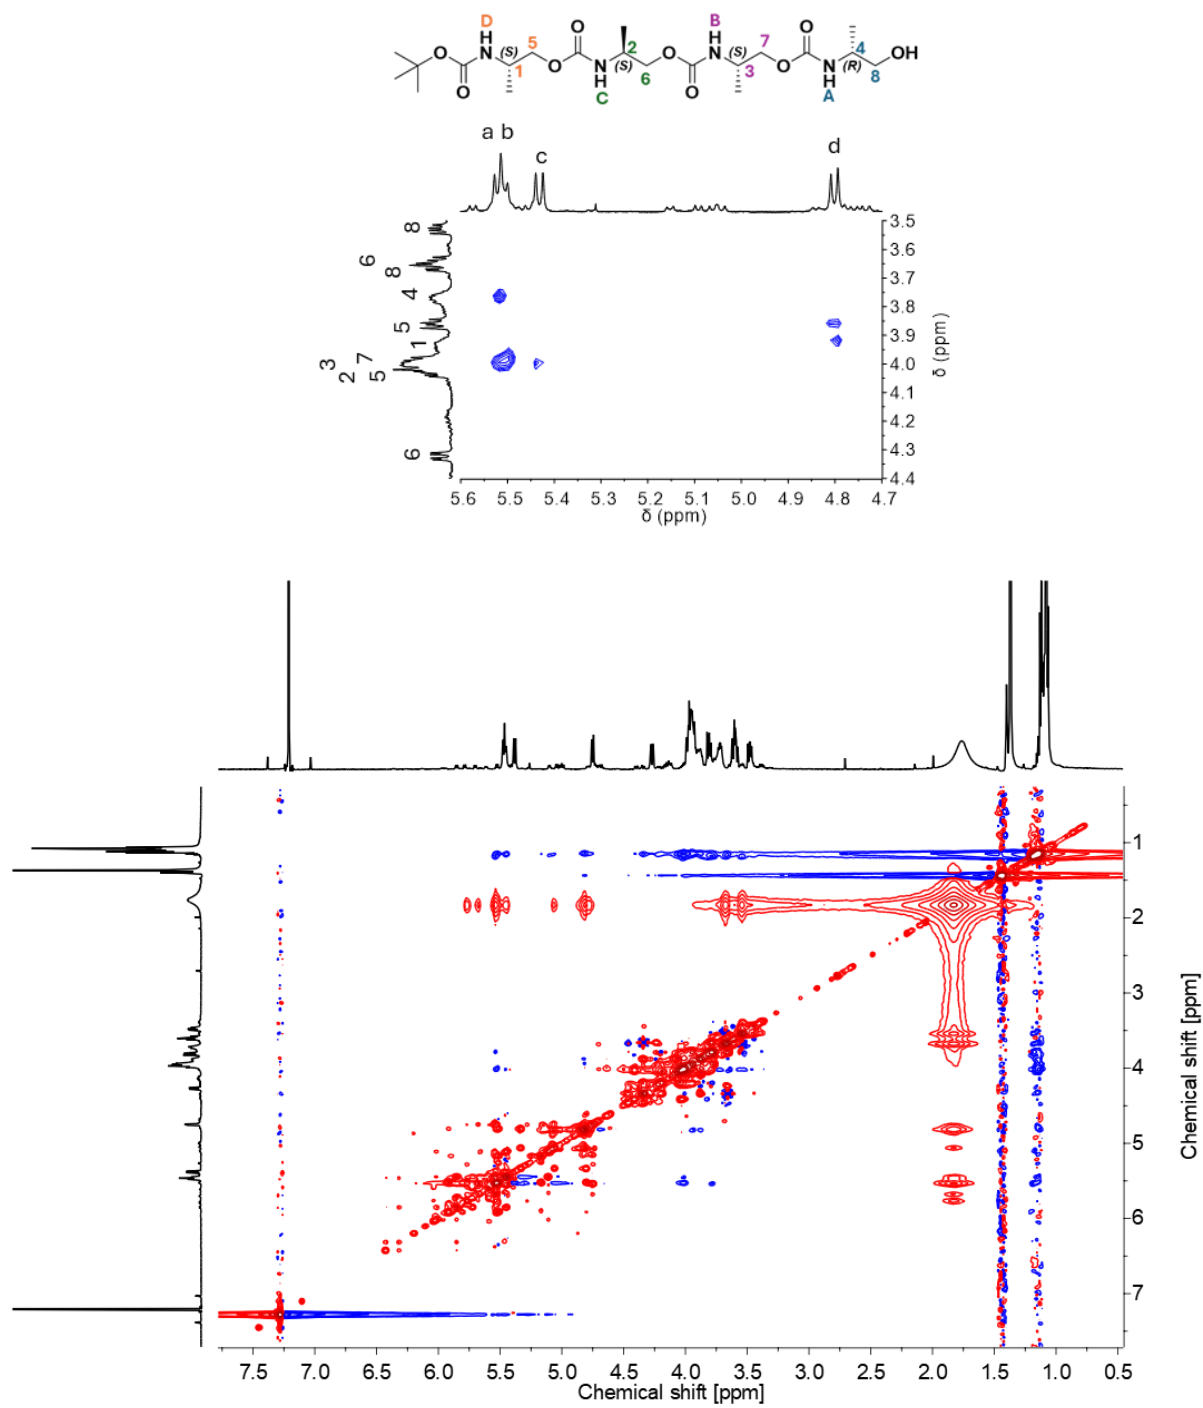 D B
O H 5 O 2 O H 7 O 4 OH
N (S) N (S) O N (S) O N (R) 8
O 1 O H 6 O 3 H
O C O A
a b c d
8
6
8
4
5
1
3 7
2 5
6
3.5
3.6
3.7
3.8
3.9
4.0
4.1
4.2
4.3
4.4
δ (ppm)
5.6 5.5 5.4 5.3 5.2 5.1 5.0 4.9 4.8 4.7
δ (ppm)
1
2
3
4
5
6
7
Chemical shift [ppm]
7.5 7.0 6.5 6.0 5.5 5.0 4.5 4.0 3.5 3.0 2.5 2.0 1.5 1.0 0.5
Chemical shift [ppm]